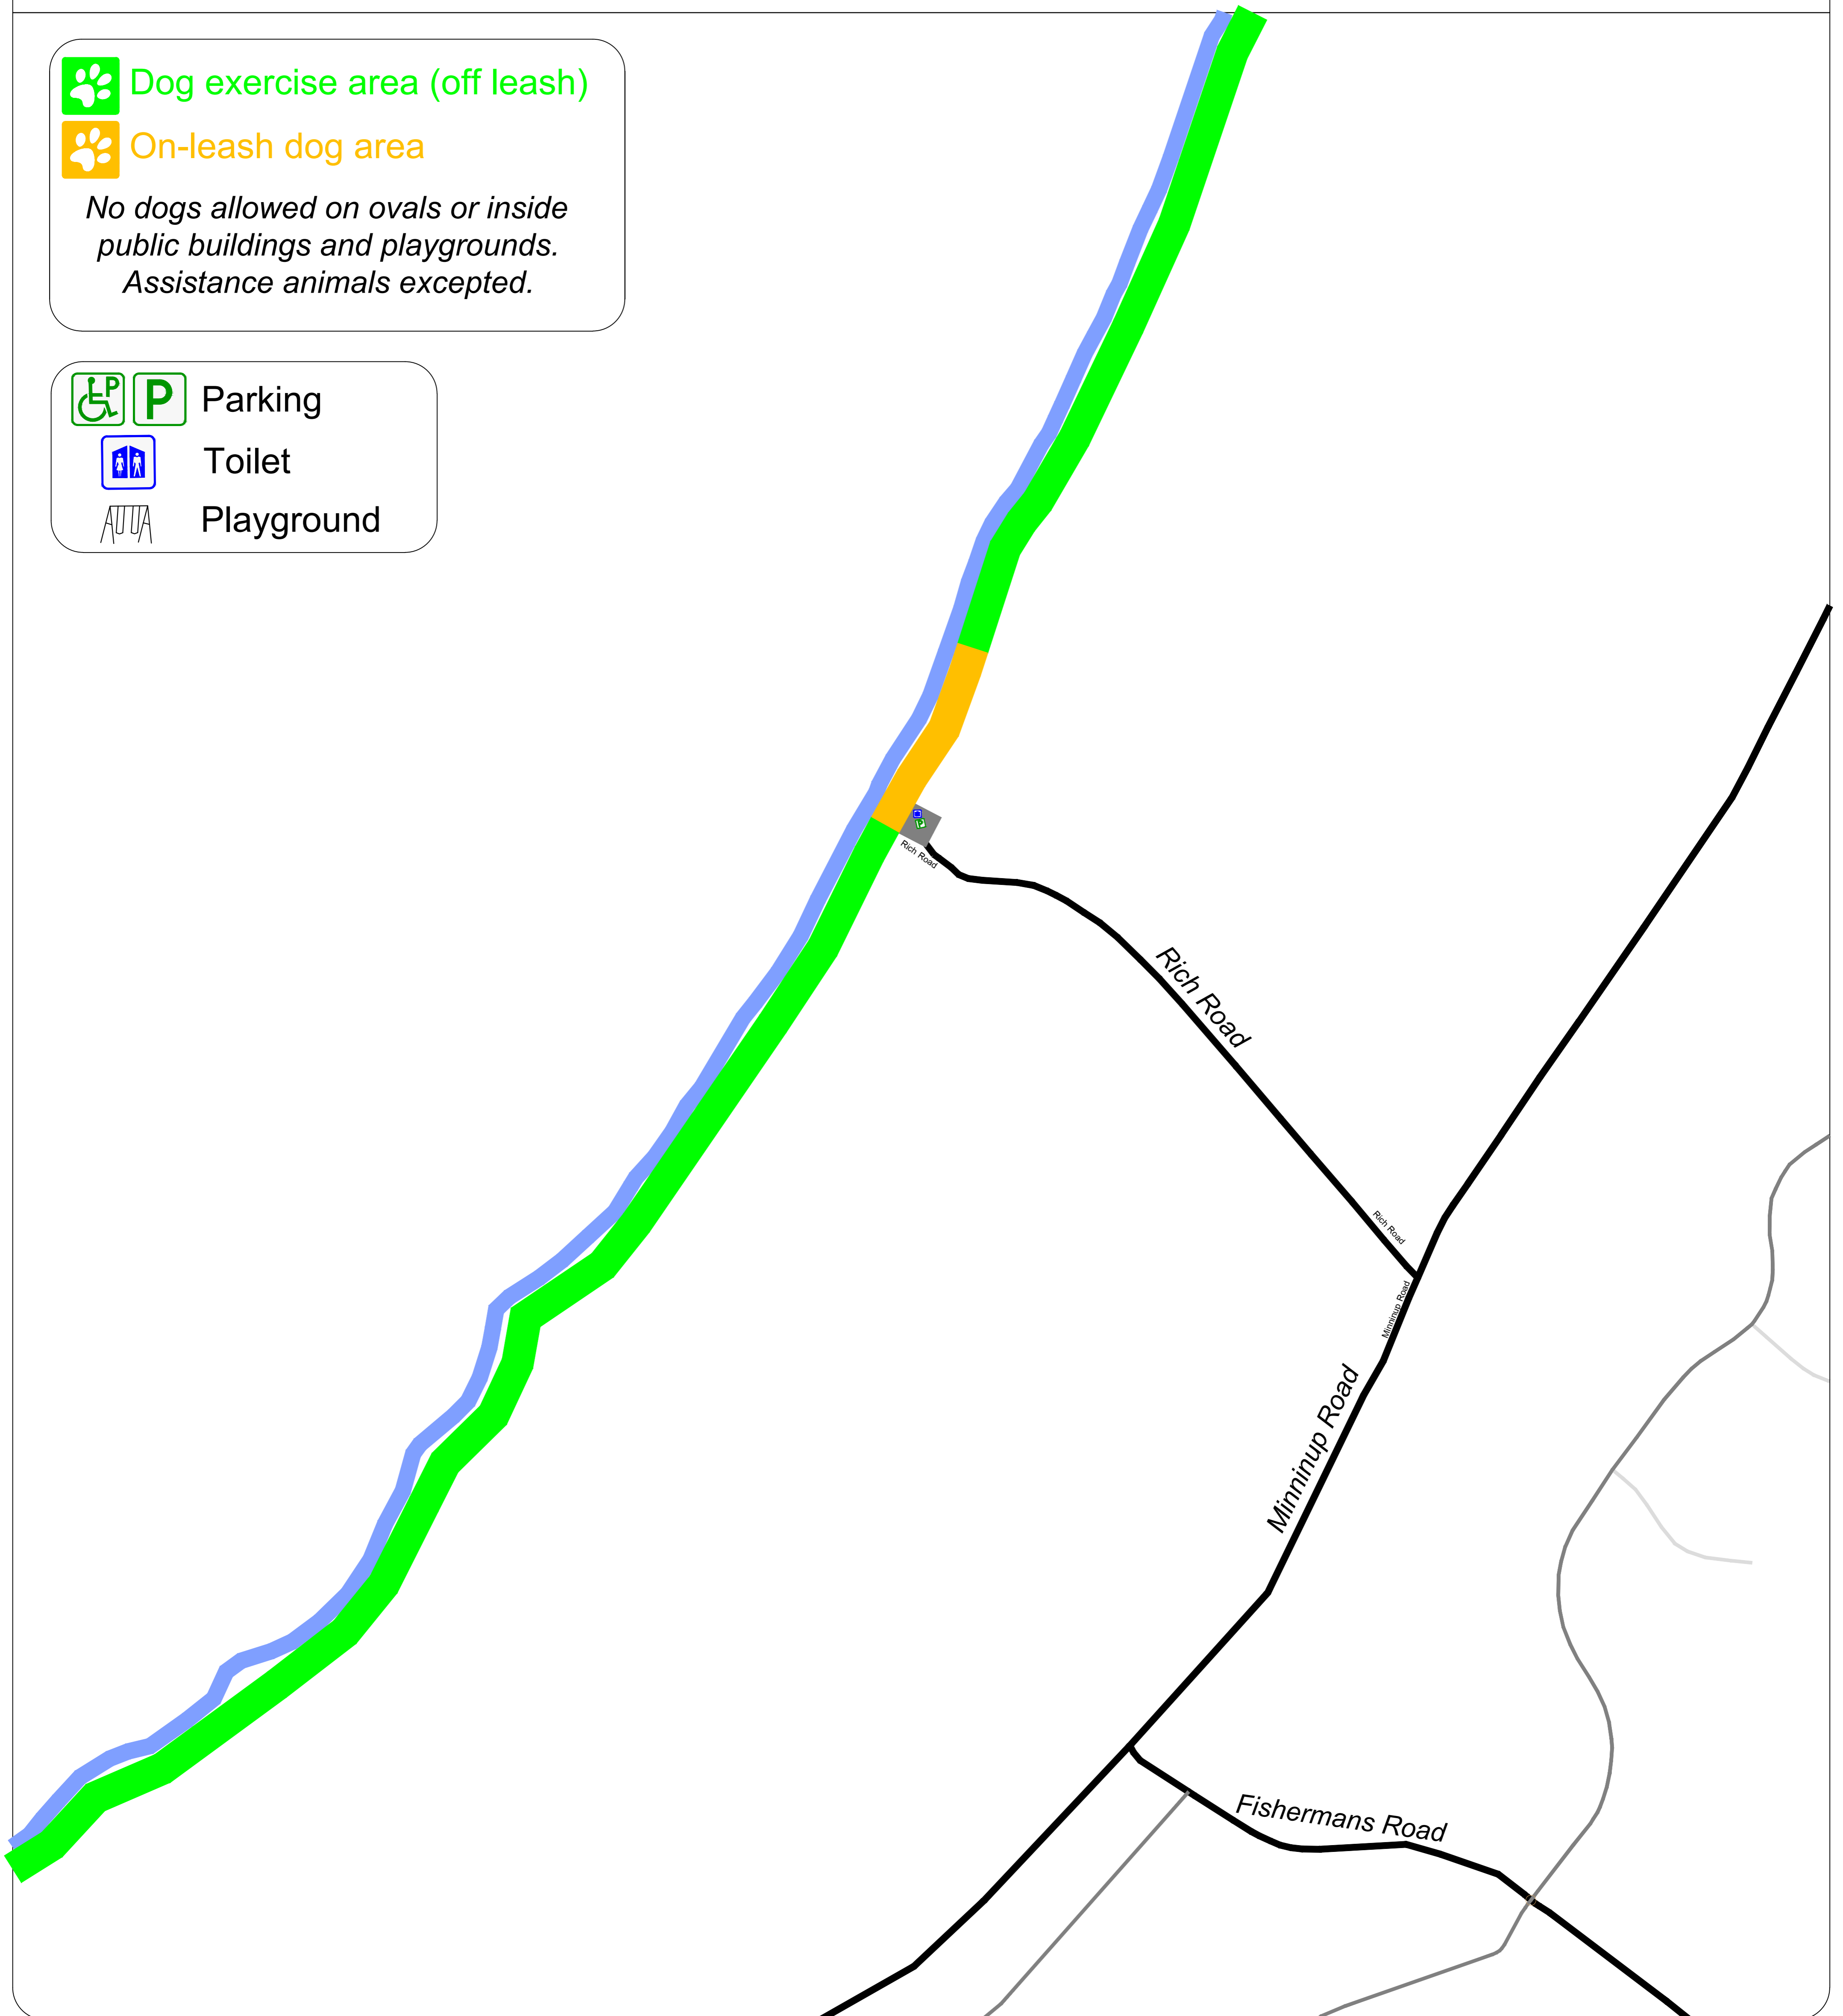 Dog exercise area (off leash)
On-leash dog area
No dogs allowed on ovals or inside
public buildings and playgrounds.
Assistance animals excepted.
P
P
Parking
Toilet
Playground
P
Rich Road
Rich Road
Rich Road
Minninup Road
Minninup Road
Fishermans Road